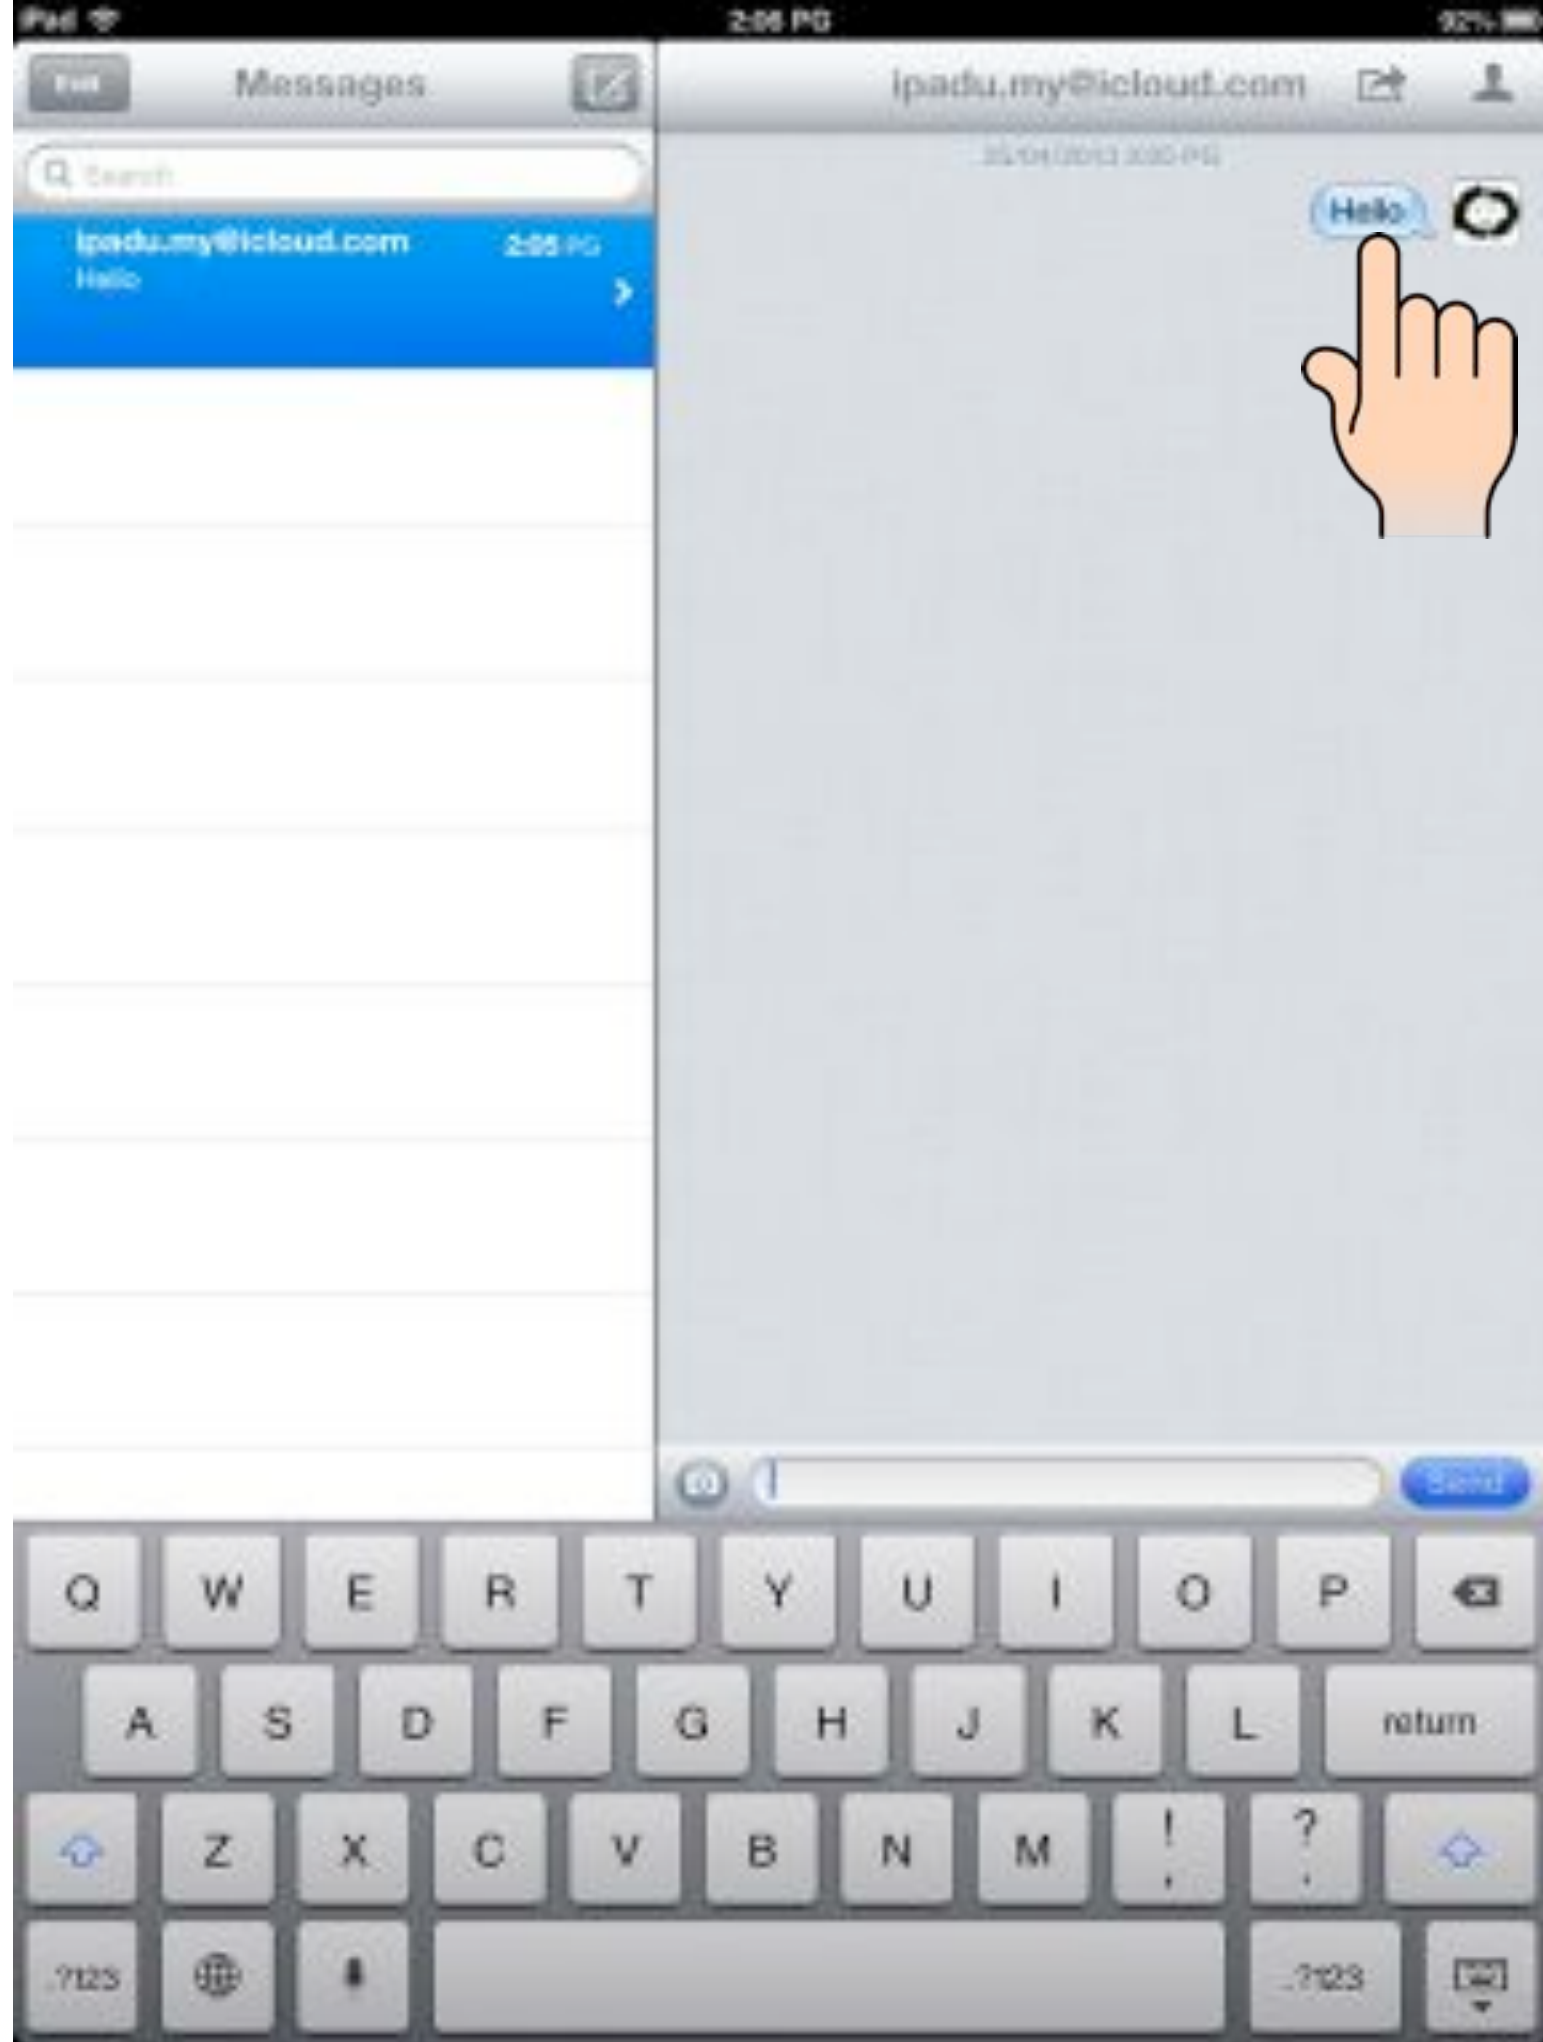 iPad
2:06 PG
92%
Edit
Messages
ipadu.my@icloud.com
Search
ipadu.my@icloud.com
2:05 PG
Hello
Hello
Send
Q W E R T Y U I O P
A S D F G H J K L return
Z X C V B N M ! , ? .
.?123 .?123